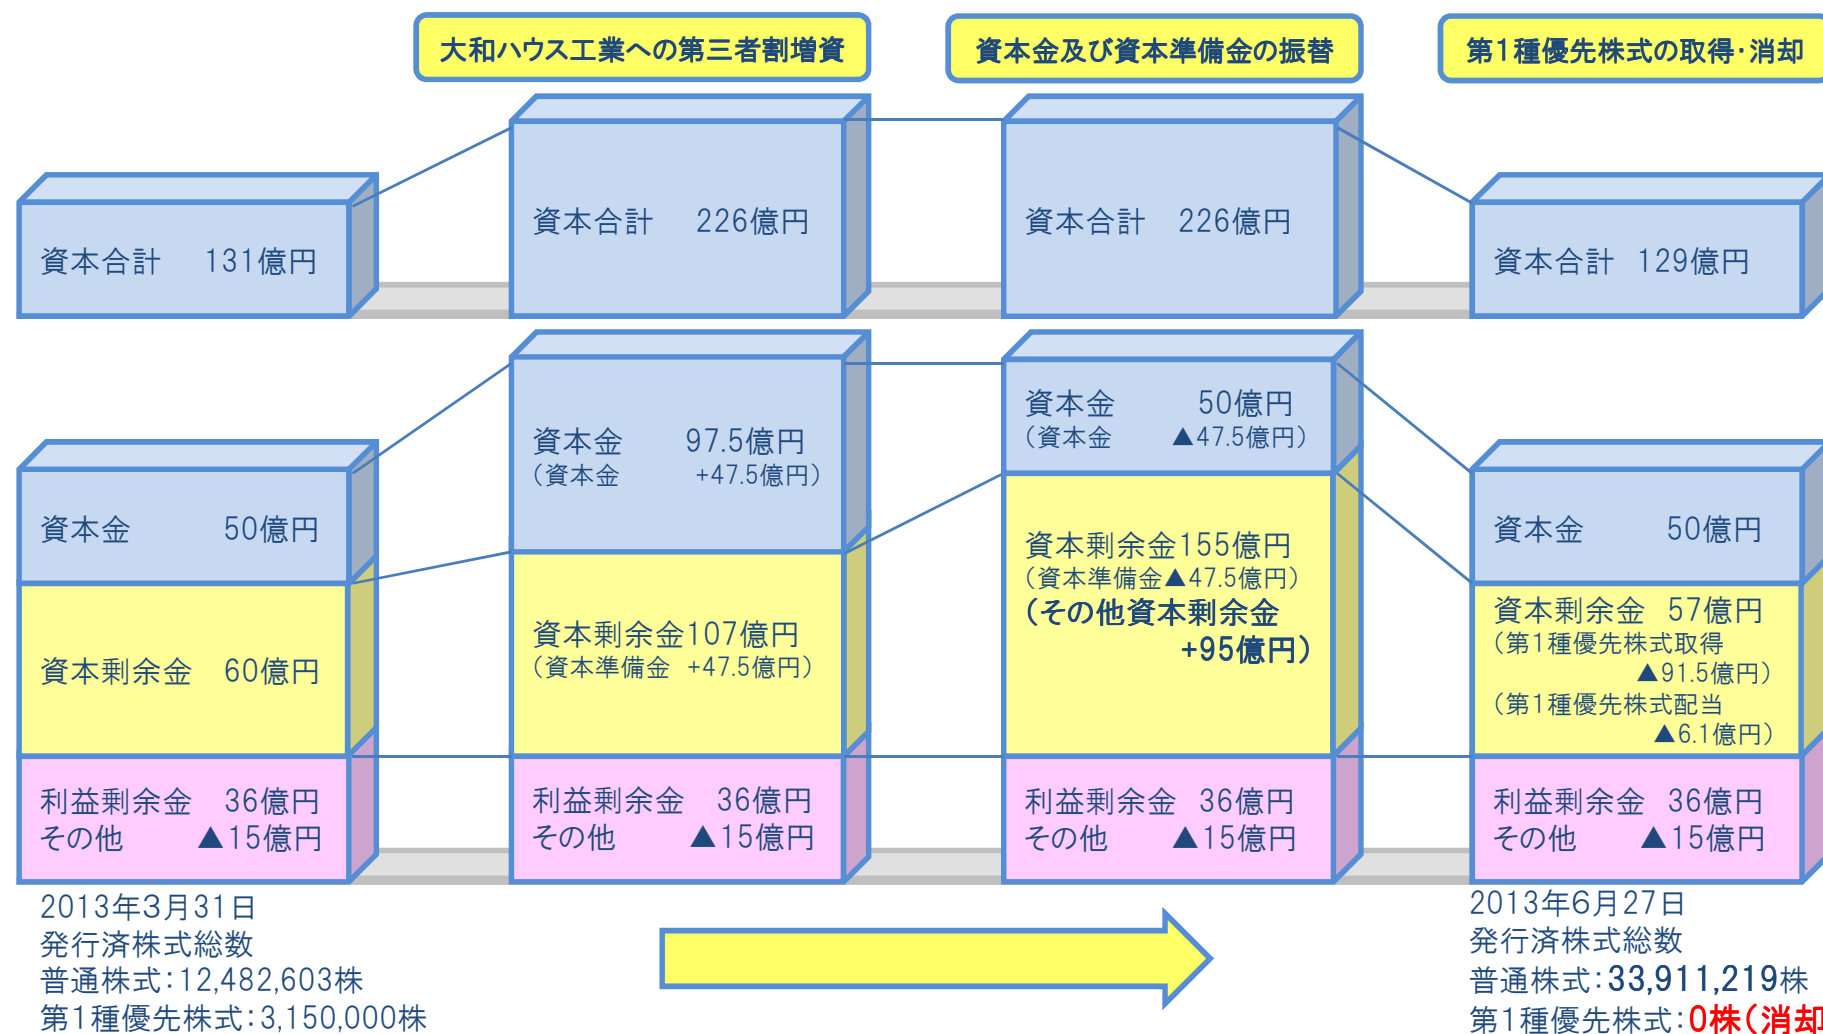 大和ハウス工業への第三者割増資
資本金及び資本準備金の振替
第1種優先株式の取得・消却
資本合計 131億円
資本合計 226億円
資本合計 226億円
資本合計 129億円
資本金 50億円
資本剰余金 60億円
利益剰余金 36億円
その他 ▲15億円
資本金 97.5億円
（資本金 +47.5億円）
資本剰余金107億円
（資本準備金 +47.5億円）
利益剰余金 36億円
その他 ▲15億円
資本金 50億円
（資本金 ▲47.5億円）
資本剰余金155億円
（資本準備金▲47.5億円）
（その他資本剰余金
+95億円）
利益剰余金 36億円
その他 ▲15億円
資本金 50億円
資本剰余金 57億円
（第1種優先株式取得
▲91.5億円）
（第1種優先株式配当
▲6.1億円）
利益剰余金 36億円
その他 ▲15億円
2013年3月31日
発行済株式総数
普通株式：12,482,603株
第1種優先株式：3,150,000株
2013年6月27日
発行済株式総数
普通株式：33,911,219株
第1種優先株式：0株（消却